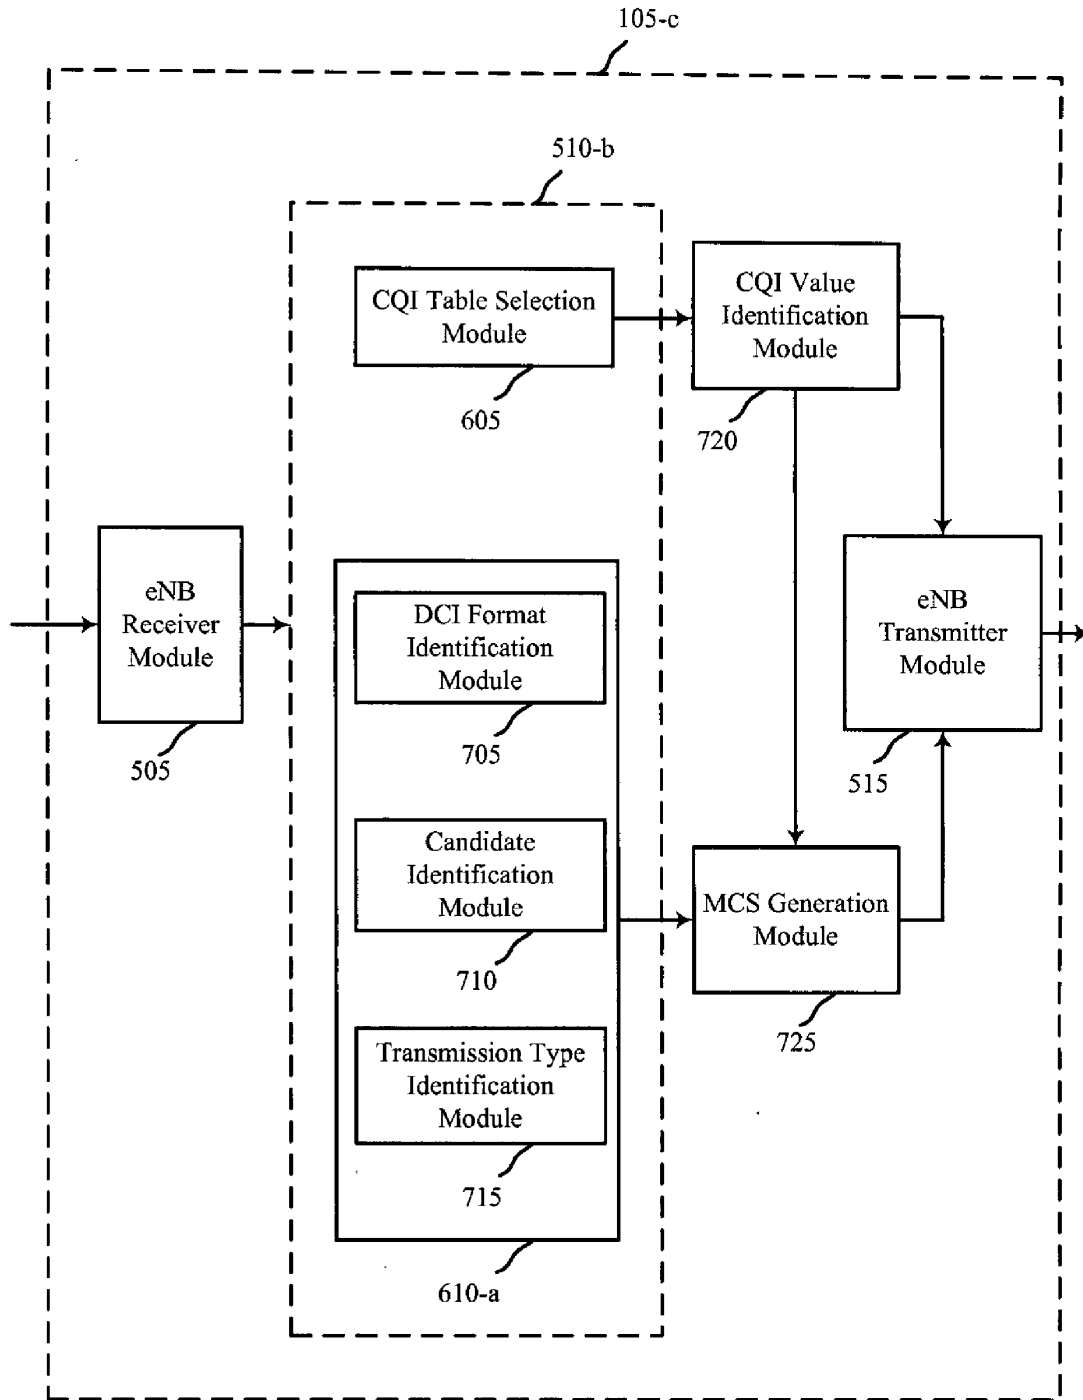 105-c
510-b
CQI Table Selection
Module
605
CQI Value
Identification
Module
720
eNB
Receiver
Module
505
DCI Format
Identification
Module
705
Candidate
Identification
Module
710
Transmission Type
Identification
Module
715
610-a
MCS Generation
Module
725
eNB
Transmitter
Module
515